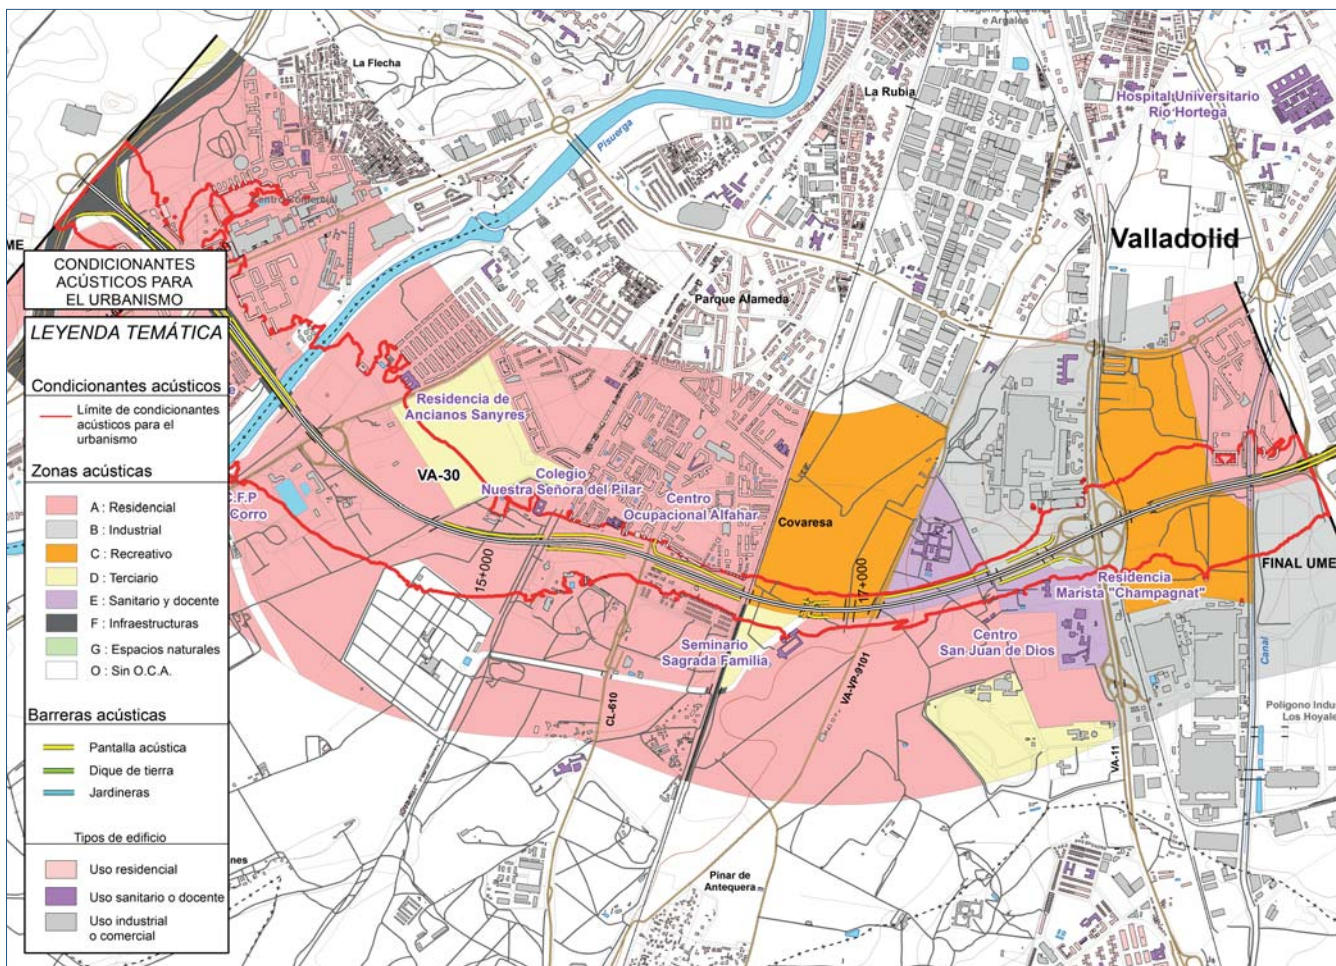 e Argales
La Flecha
La Rubia
Hospital Universitario
Río Hortega
Pisuerga
Centro Comercial
Valladolid
UME
CONDICIONANTES
ACÚSTICOS PARA
EL URBANISMO
LEYENDA TEMÁTICA
Condicionantes acústicos
Límite de condicionantes
acústicos para el
urbanismo
Zonas acústicas
A : Residencial
B : Industrial
C : Recreativo
D : Terciario
E : Sanitario y docente
F : Infraestructuras
G : Espacios naturales
O : Sin O.C.A.
Barreras acústicas
Pantalla acústica
Dique de tierra
Jardineras
Tipos de edificio
Uso residencial
Uso sanitario o docente
Uso industrial
o comercial
Parque Alameda
Residencia de
Ancianos Sanyres
VA-30
Colegio
Nuestra Señora del Pilar
Centro
Ocupacional Alfahar
C.F.P
Corro
Covaresa
15+000
17+000
FINAL UME
Residencia
Marista "Champagnat"
Seminario
Sagrada Familia
Centro
San Juan de Dios
Canal
CL-610
VA-VP-9101
VA-11
Polígono Indu
Los Hoyale
Pinar de
Antequera
nes